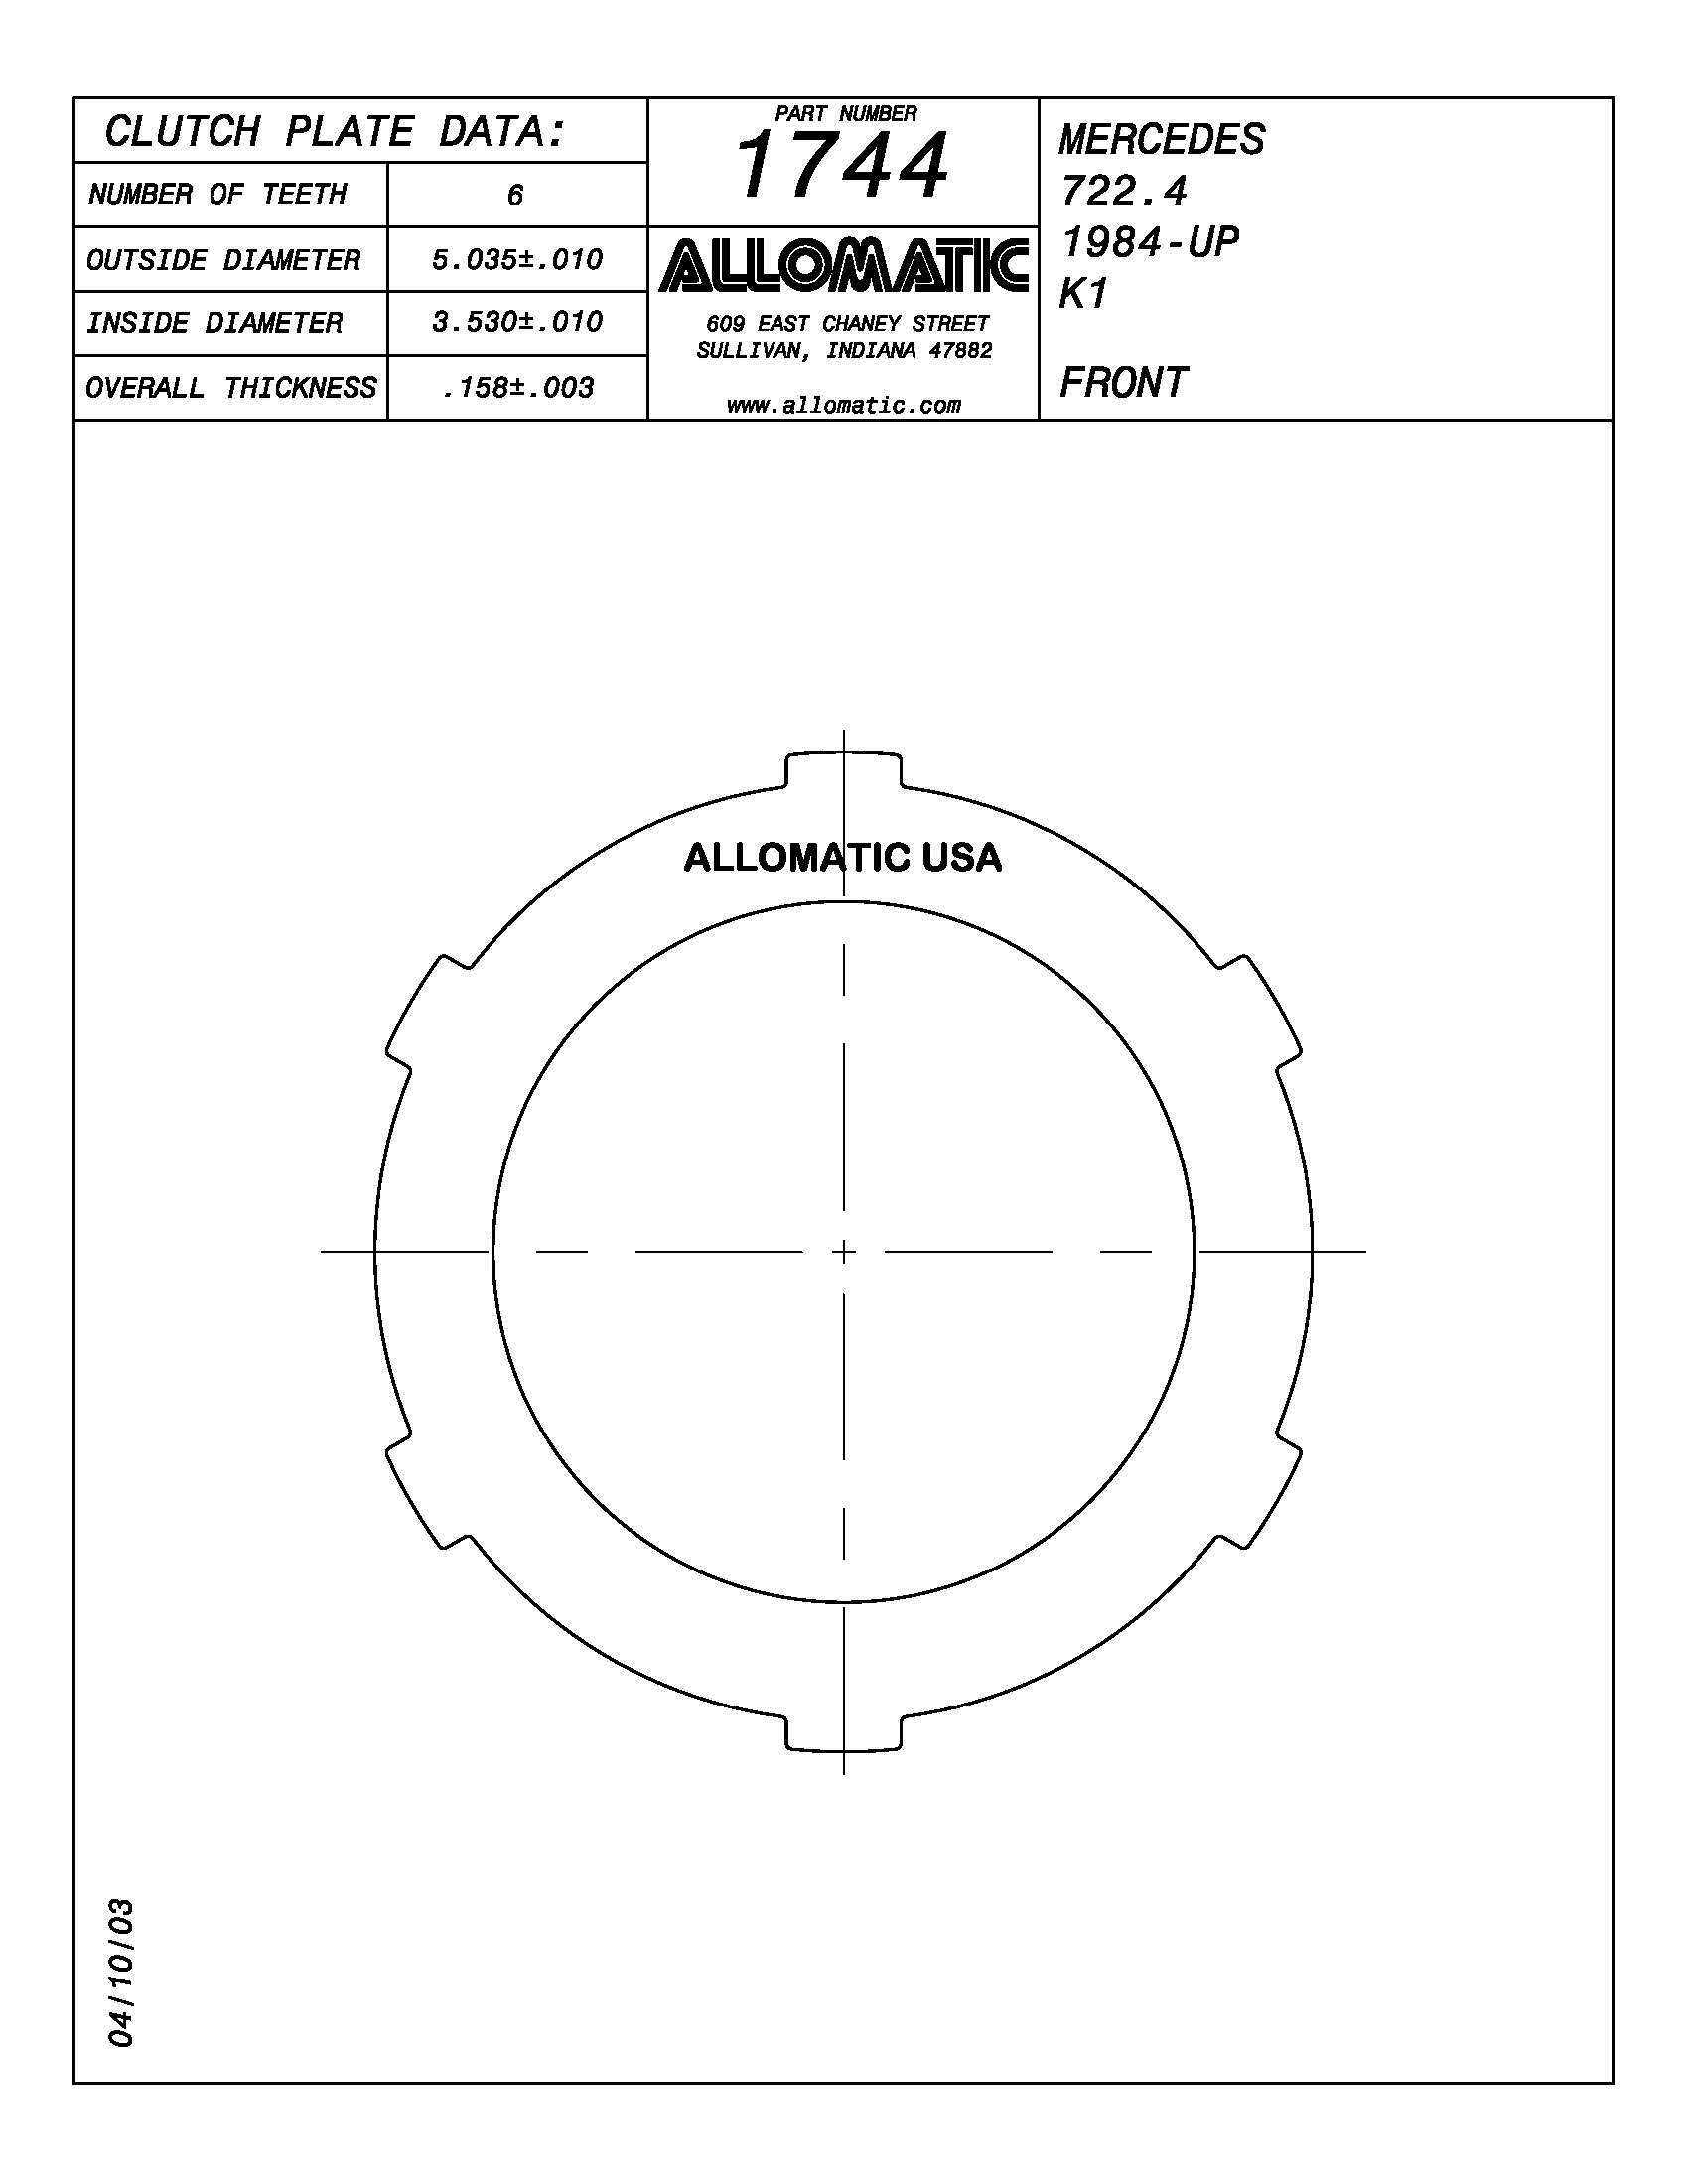 CLUTCH PLATE DATA:
NUMBER OF TEETH 6
OUTSIDE DIAMETER 5.035±.010
INSIDE DIAMETER 3.530±.010
OVERALL THICKNESS .158±.003
PART NUMBER
1744
ALLOMATIC
609 EAST CHANEY STREET
SULLIVAN, INDIANA 47882
www.allomatic.com
MERCEDES
722.4
1984-UP
K1
FRONT
ALLOMATIC USA
04/10/03